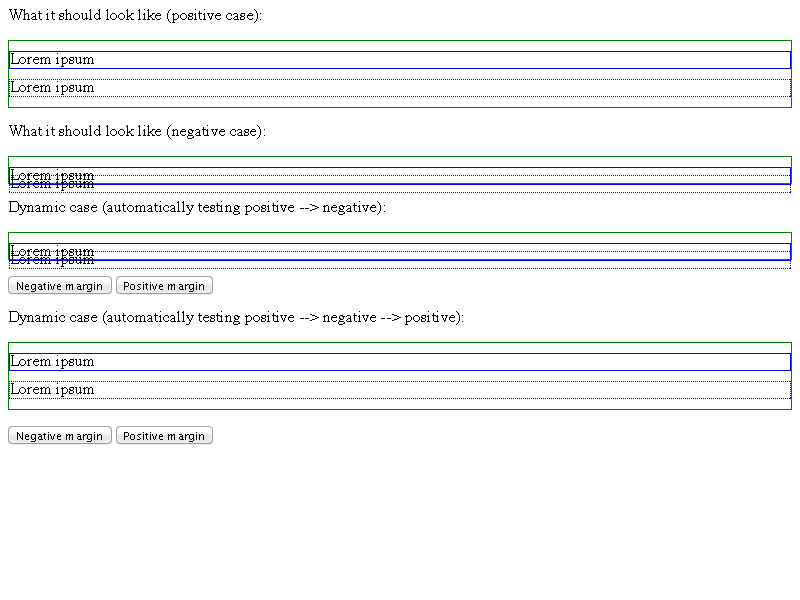 What it should look like (positive case):
Lorem ipsum
Lorem ipsum
What it should look like (negative case):
Lorem ipsum
Lorem ipsum
Dynamic case (automatically testing positive --> negative):
Lorem ipsum
Lorem ipsum
Negative margin Positive margin
Dynamic case (automatically testing positive --> negative --> positive):
Lorem ipsum
Lorem ipsum
Negative margin Positive margin